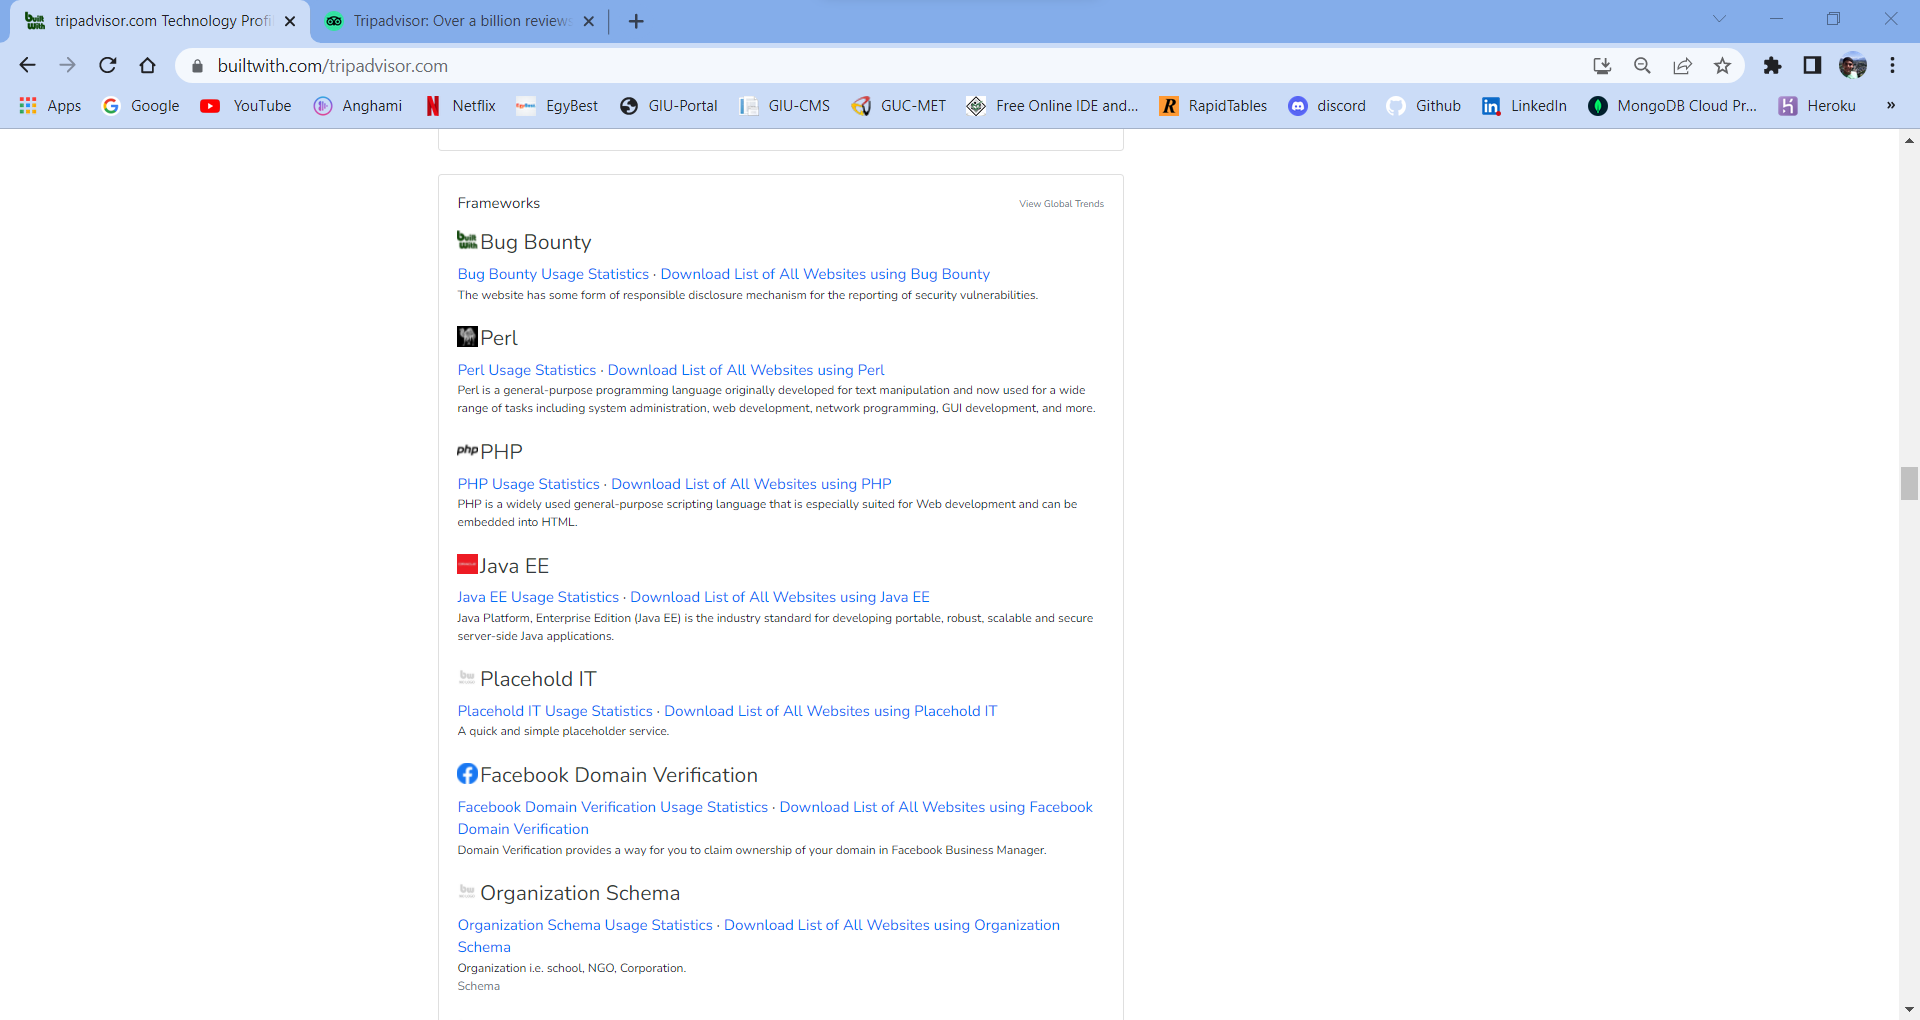 tripadvisor.com Technology Profi
Tripadvisor: Over a billion reviews
builtwith.com/tripadvisor.com
Apps
Google
YouTube
Anghami
Netflix
EgyBest
GIU-Portal
GIU-CMS
GUC-MET
Free Online IDE and...
RapidTables
discord
Github
LinkedIn
MongoDB Cloud Pr...
Heroku
»
Frameworks
View Global Trends
Built With
Bug Bounty
Bug Bounty Usage Statistics · Download List of All Websites using Bug Bounty
The website has some form of responsible disclosure mechanism for the reporting of security vulnerabilities.
Perl
Perl Usage Statistics · Download List of All Websites using Perl
Perl is a general-purpose programming language originally developed for text manipulation and now used for a wide
range of tasks including system administration, web development, network programming, GUI development, and more.
php PHP
PHP Usage Statistics · Download List of All Websites using PHP
PHP is a widely used general-purpose scripting language that is especially suited for Web development and can be
embedded into HTML.
Java EE
Java EE Usage Statistics · Download List of All Websites using Java EE
Java Platform, Enterprise Edition (Java EE) is the industry standard for developing portable, robust, scalable and secure
server-side Java applications.
bw Placehold IT
Placehold IT Usage Statistics · Download List of All Websites using Placehold IT
A quick and simple placeholder service.
Facebook Domain Verification
Facebook Domain Verification Usage Statistics · Download List of All Websites using Facebook
Domain Verification
Domain Verification provides a way for you to claim ownership of your domain in Facebook Business Manager.
bw Organization Schema
Organization Schema Usage Statistics · Download List of All Websites using Organization
Schema
Organization i.e. school, NGO, Corporation.
Schema